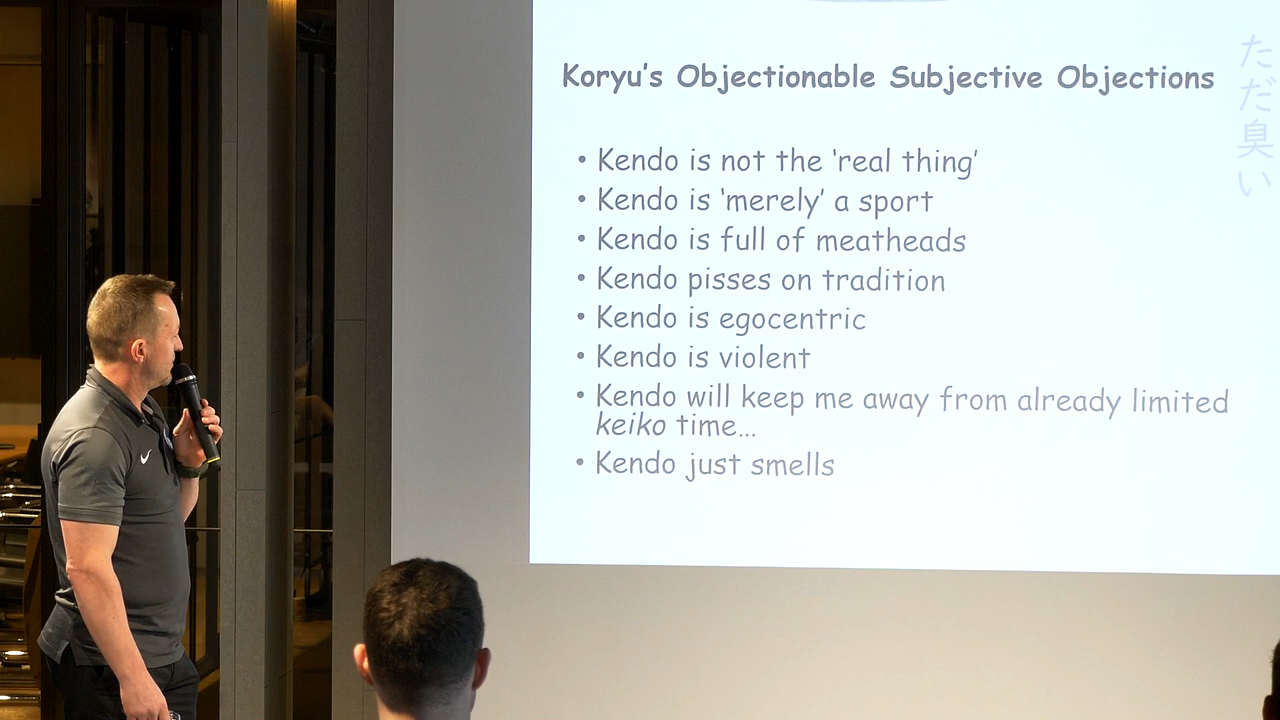 Koryu's Objectionable Subjective Objections
• Kendo is not the ‘real thing’
• Kendo is ‘merely’ a sport
• Kendo is full of meatheads
• Kendo pisses on tradition
• Kendo is egocentric
• Kendo is violent
• Kendo will keep me away from already limited
keiko time…
• Kendo just smells
ただ臭い